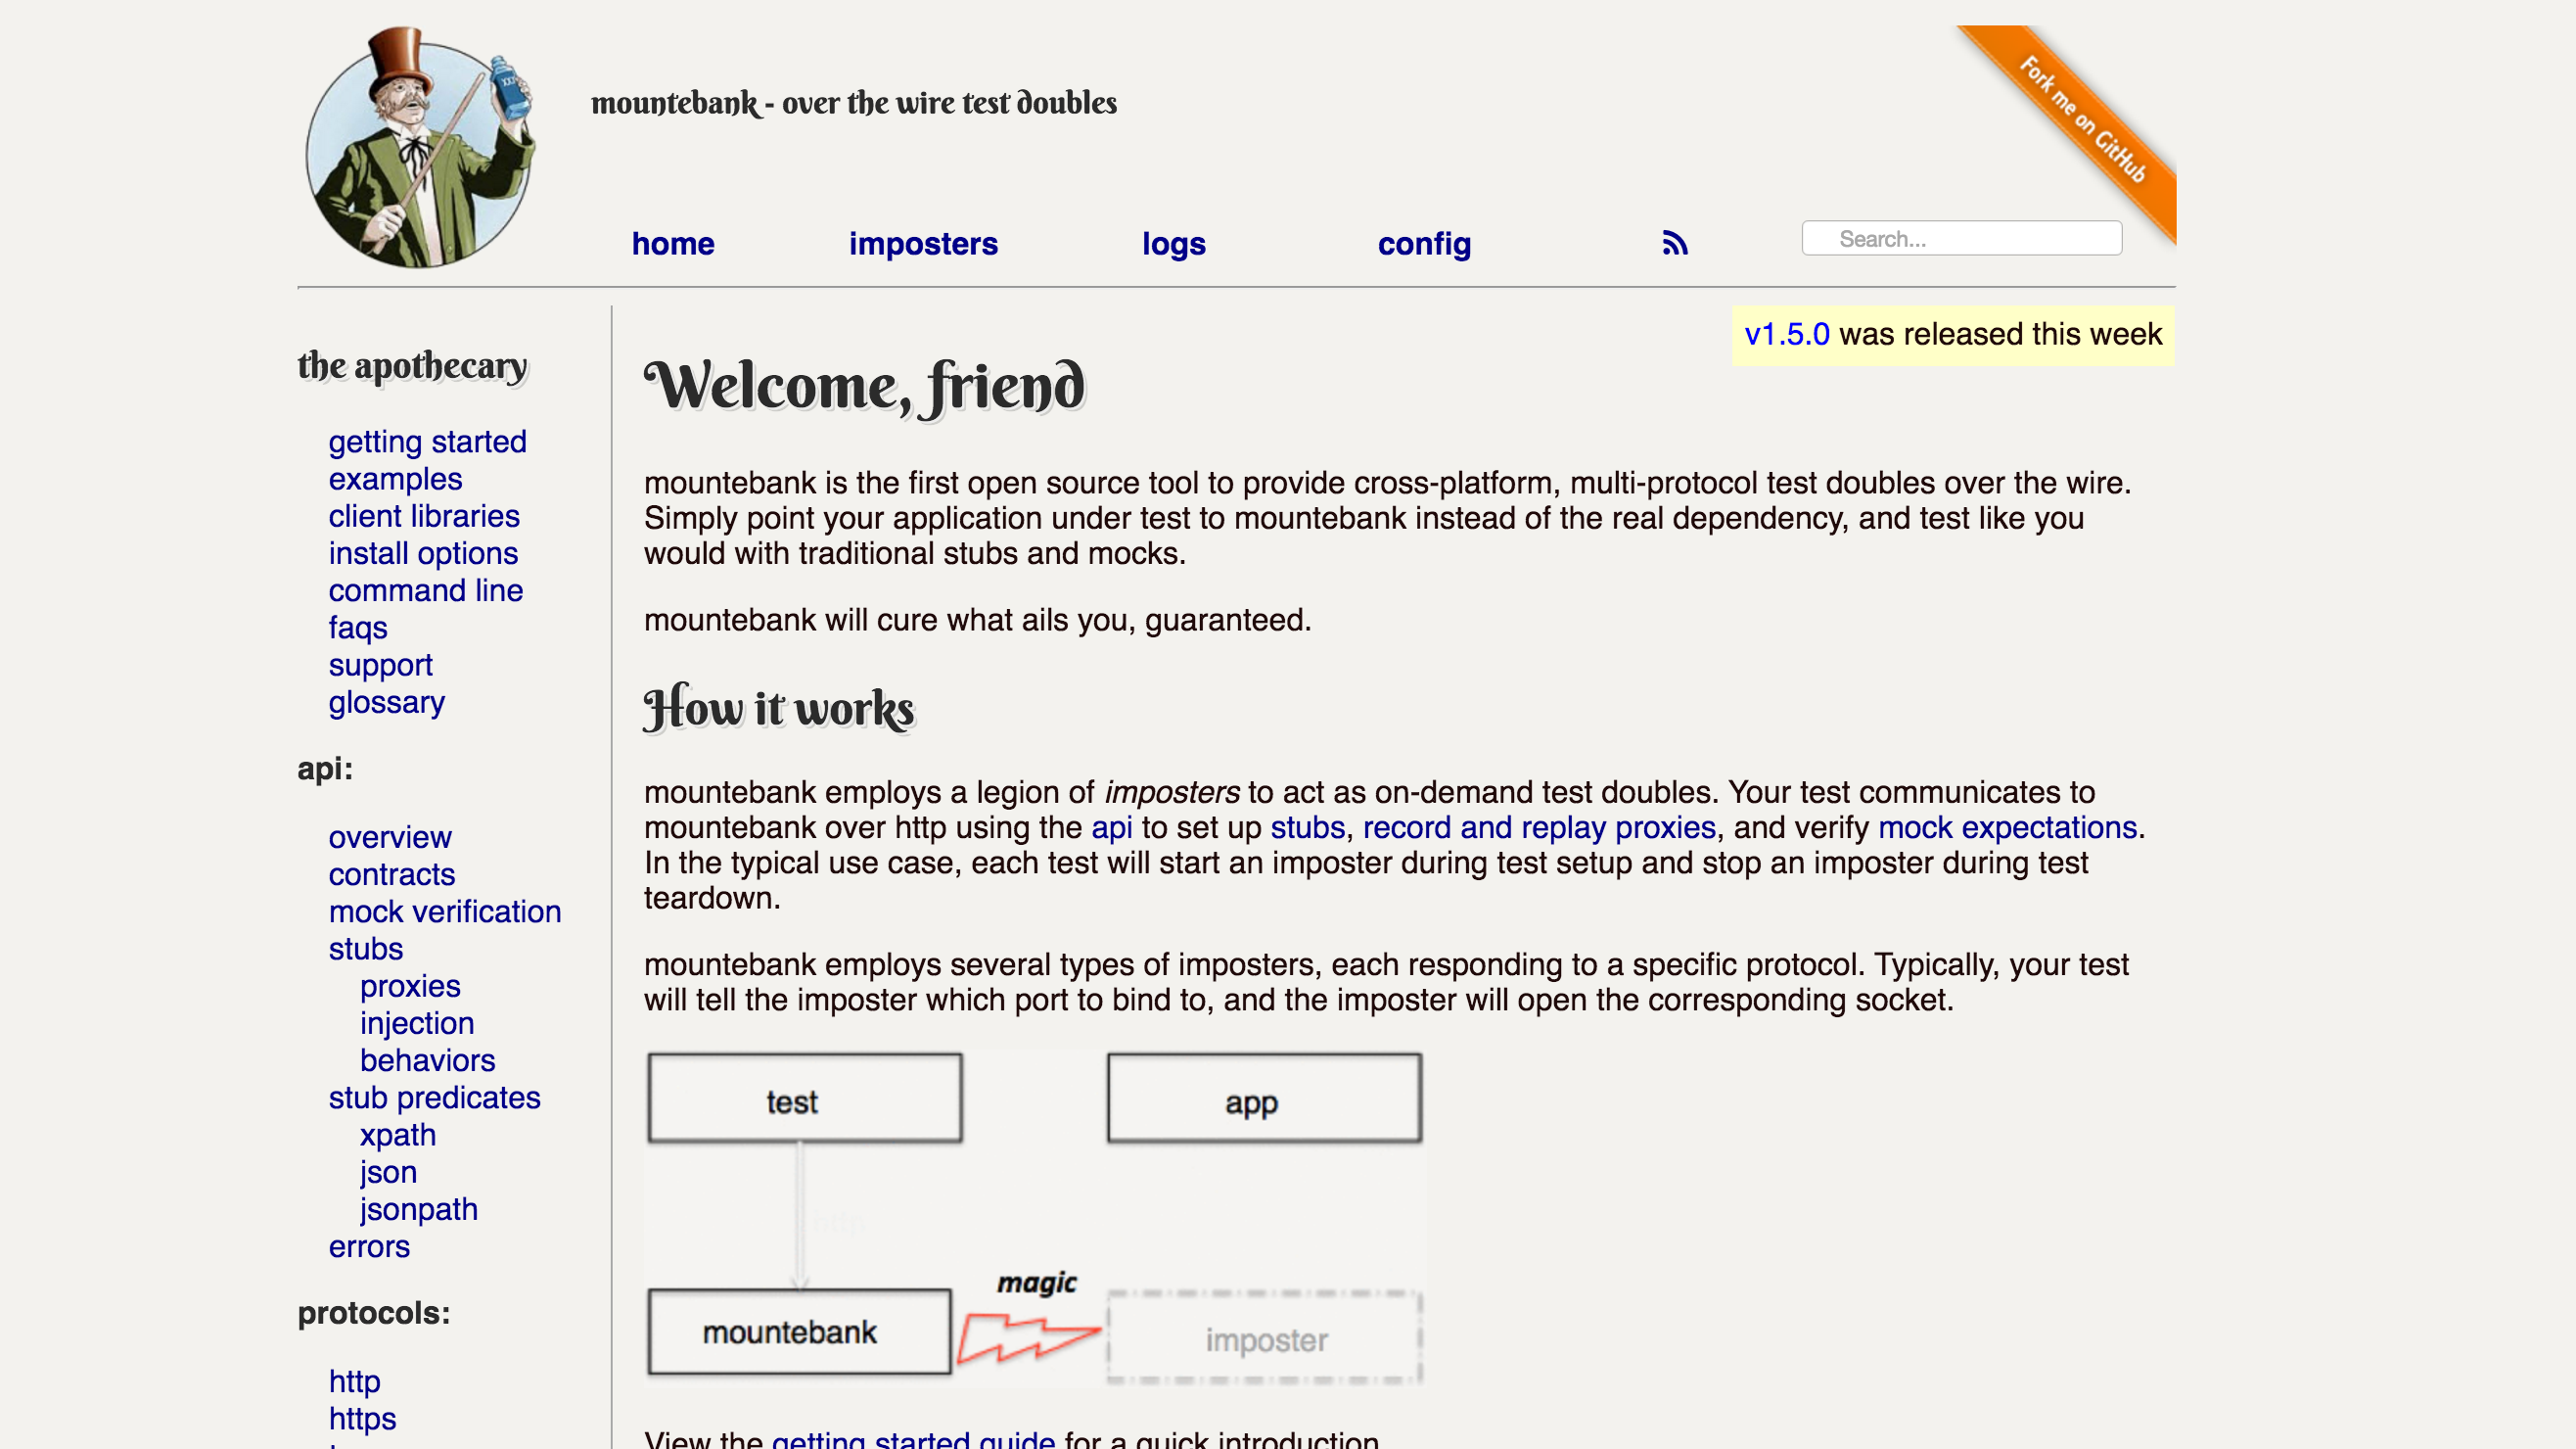 mountebank - over the wire test doubles
Fork me on GitHub
home
imposters
logs
config
Search...
the apothecary
getting started
examples
client libraries
install options
command line
faqs
support
glossary
api:
overview
contracts
mock verification
stubs
proxies
injection
behaviors
stub predicates
xpath
json
jsonpath
errors
protocols:
http
https
v1.5.0 was released this week
Welcome, friend
mountebank is the first open source tool to provide cross-platform, multi-protocol test doubles over the wire.
Simply point your application under test to mountebank instead of the real dependency, and test like you
would with traditional stubs and mocks.
mountebank will cure what ails you, guaranteed.
How it works
mountebank employs a legion of imposters to act as on-demand test doubles. Your test communicates to
mountebank over http using the api to set up stubs, record and replay proxies, and verify mock expectations.
In the typical use case, each test will start an imposter during test setup and stop an imposter during test
teardown.
mountebank employs several types of imposters, each responding to a specific protocol. Typically, your test
will tell the imposter which port to bind to, and the imposter will open the corresponding socket.
test
app
http
magic
mountebank
imposter
View the getting started guide for a quick introduction